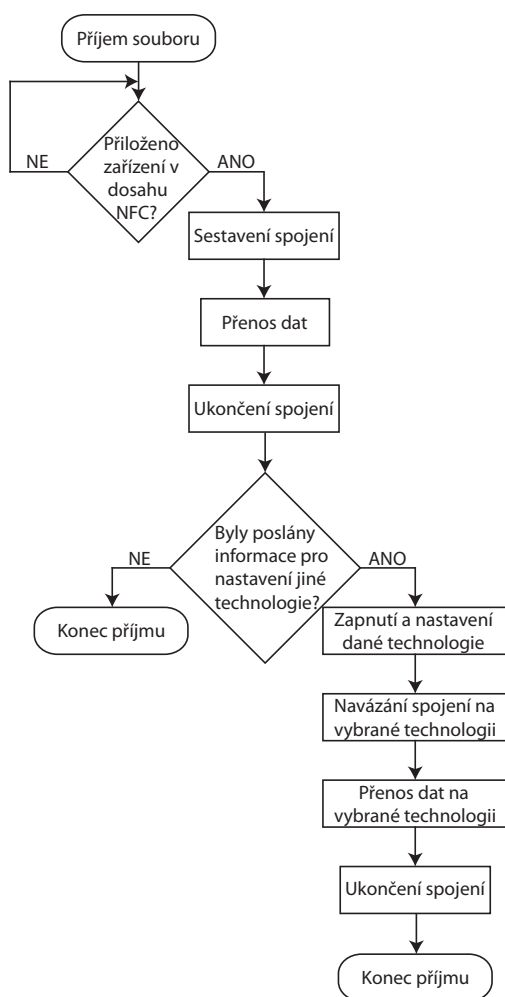 Příjem souboru
Přiloženo
zařízení v
dosahu
NFC?
NE
ANO
Sestavení spojení
Přenos dat
Ukončení spojení
Byly poslány
informace pro
nastavení jiné
technologie?
NE
ANO
Konec příjmu
Zapnutí a nastavení
dané technologie
Navázání spojení na
vybrané technologii
Přenos dat na
vybrané technologii
Ukončení spojení
Konec příjmu